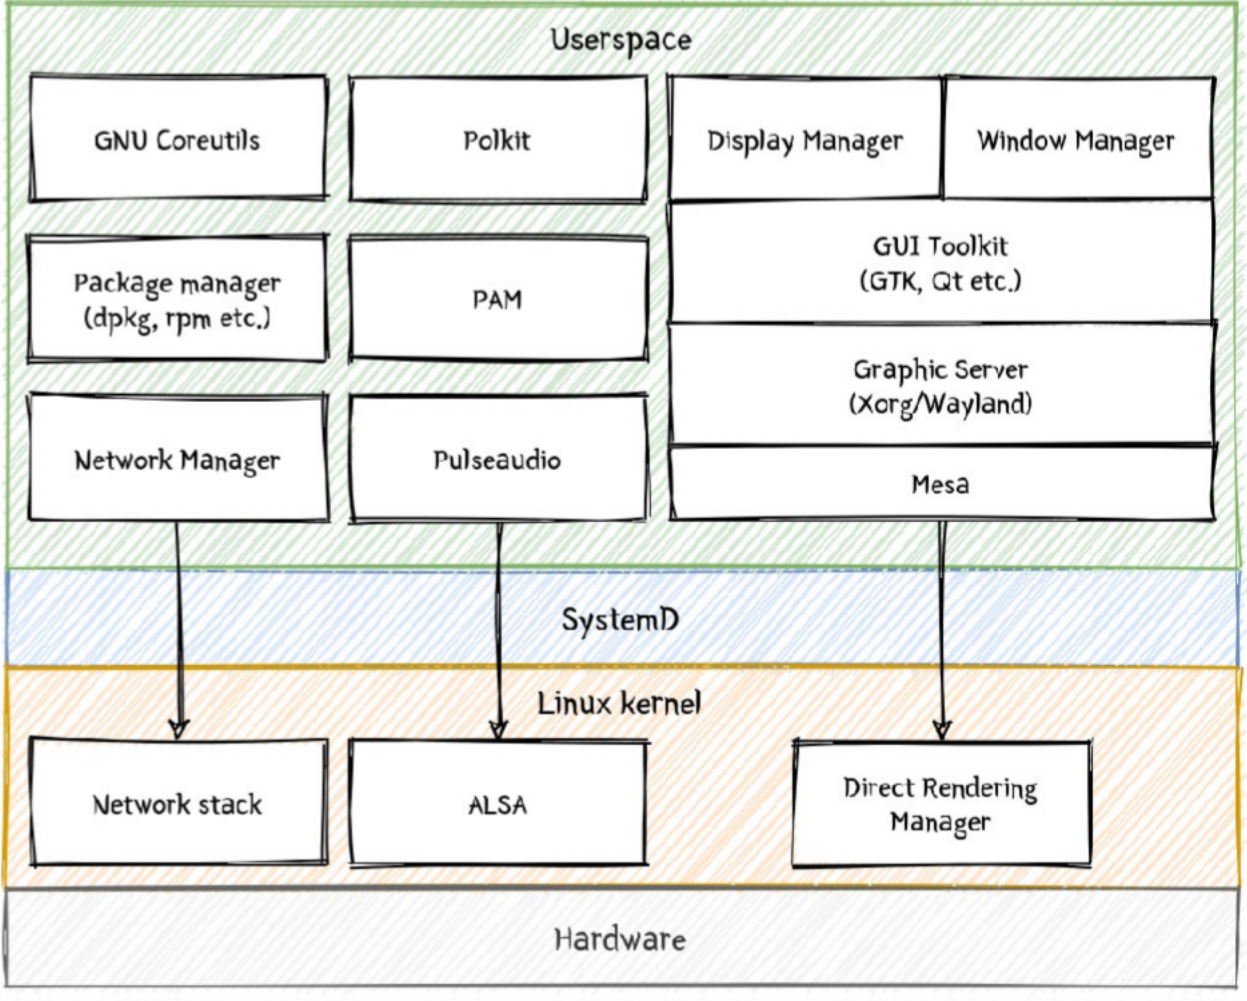 Userspace
GNU Coreutils
Polkit
Display Manager
Window Manager
GUI Toolkit
(GTK, Qt etc.)
Package manager
(dpkg, rpm etc.)
PAM
Graphic Server
(Xorg/Wayland)
Network Manager
Pulseaudio
Mesa
SystemD
Linux kernel
Network stack
ALSA
Direct Rendering
Manager
Hardware